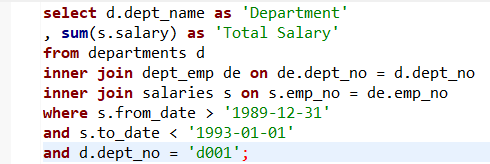 select d.dept_name as 'Department'
, sum(s.salary) as 'Total Salary'
from departments d
inner join dept_emp de on de.dept_no = d.dept_no
inner join salaries s on s.emp_no = de.emp_no
where s.from_date > '1989-12-31'
and s.to_date < '1993-01-01'
and d.dept_no = 'd001';